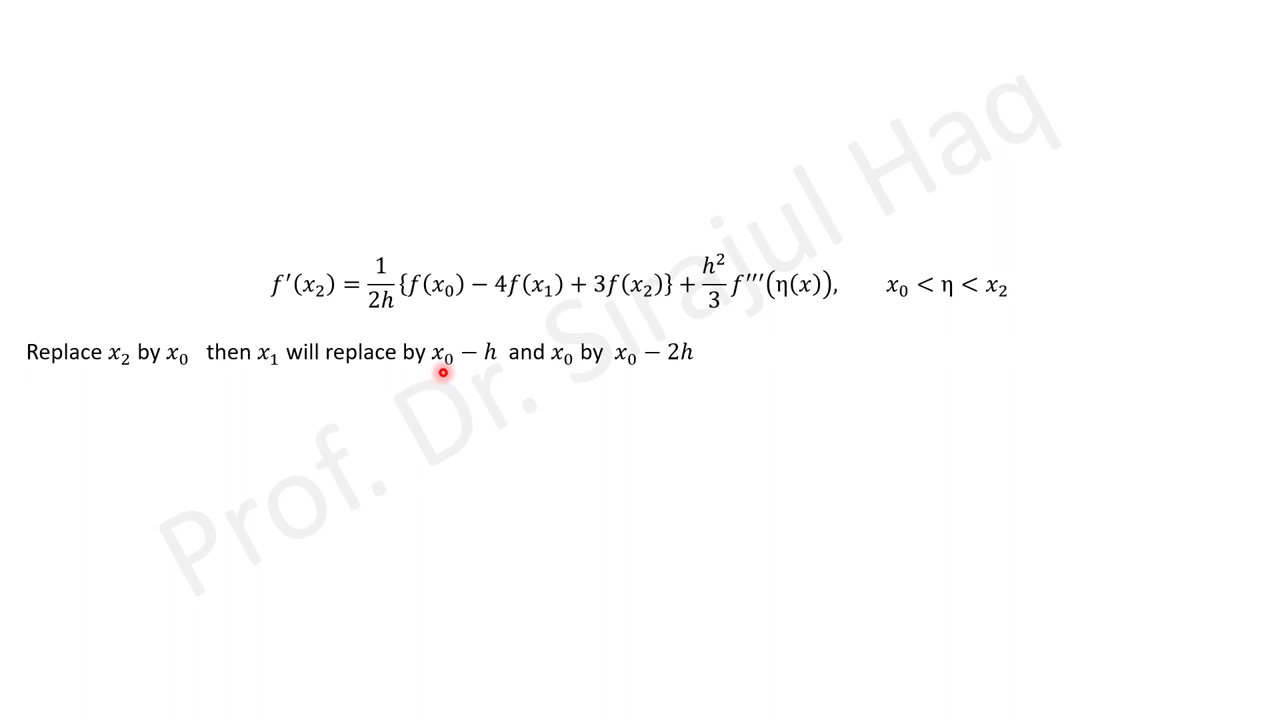 f′(x₂) = 1/2h {f(x₀) − 4f(x₁) + 3f(x₂)} + h²/3 f‴(η(x)), x₀ < η < x₂
Replace x₂ by x₀ then x₁ will replace by x₀ − h and x₀ by x₀ − 2h
Prof. Dr. Sirajul Haq